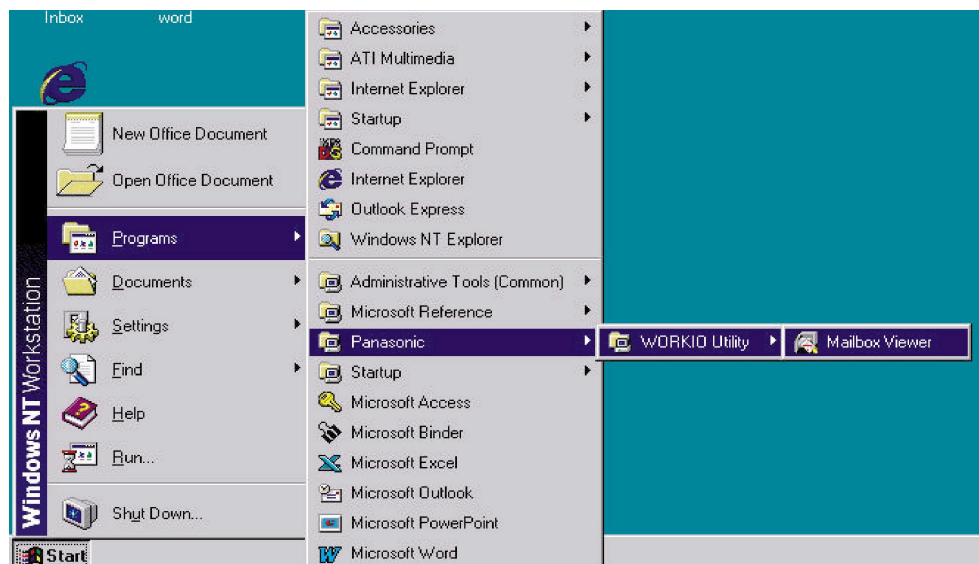 Inbox
word
New Office Document
Open Office Document
Programs
Documents
Settings
Find
Help
Run...
Shut Down...
Windows NT Workstation
Start
Accessories
ATI Multimedia
Internet Explorer
Startup
Command Prompt
Internet Explorer
Outlook Express
Windows NT Explorer
Administrative Tools (Common)
Microsoft Reference
Panasonic
Startup
Microsoft Access
Microsoft Binder
Microsoft Excel
Microsoft Outlook
Microsoft PowerPoint
Microsoft Word
WORKIO Utility
Mailbox Viewer